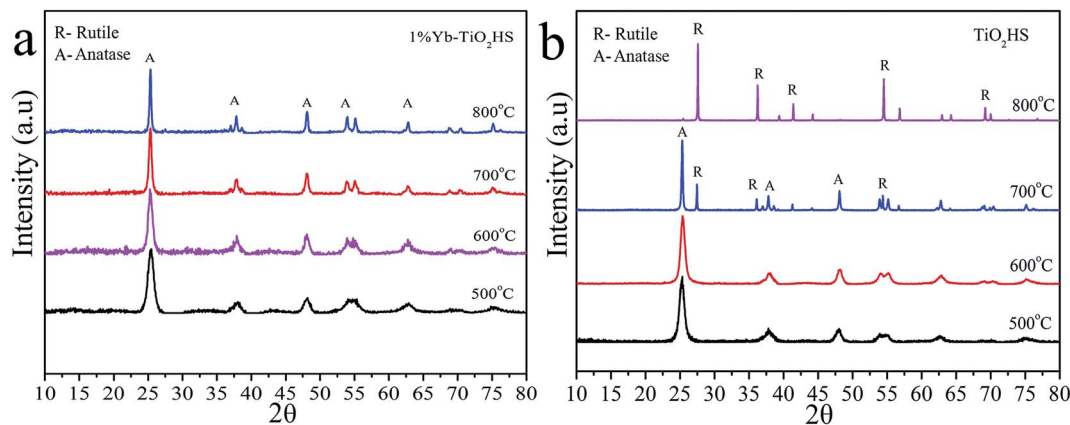 a
R- Rutile
A- Anatase
1%Yb-TiO₂HS
A
A
A
A
A
800°C
700°C
600°C
500°C
Intensity (a.u)
10 15 20 25 30 35 40 45 50 55 60 65 70 75 80
2θ
b
R- Rutile
A- Anatase
TiO₂HS
R
R
R
R
R
800°C
A
R
R
A
A
R
700°C
600°C
500°C
Intensity (a.u)
10 15 20 25 30 35 40 45 50 55 60 65 70 75 80
2θ